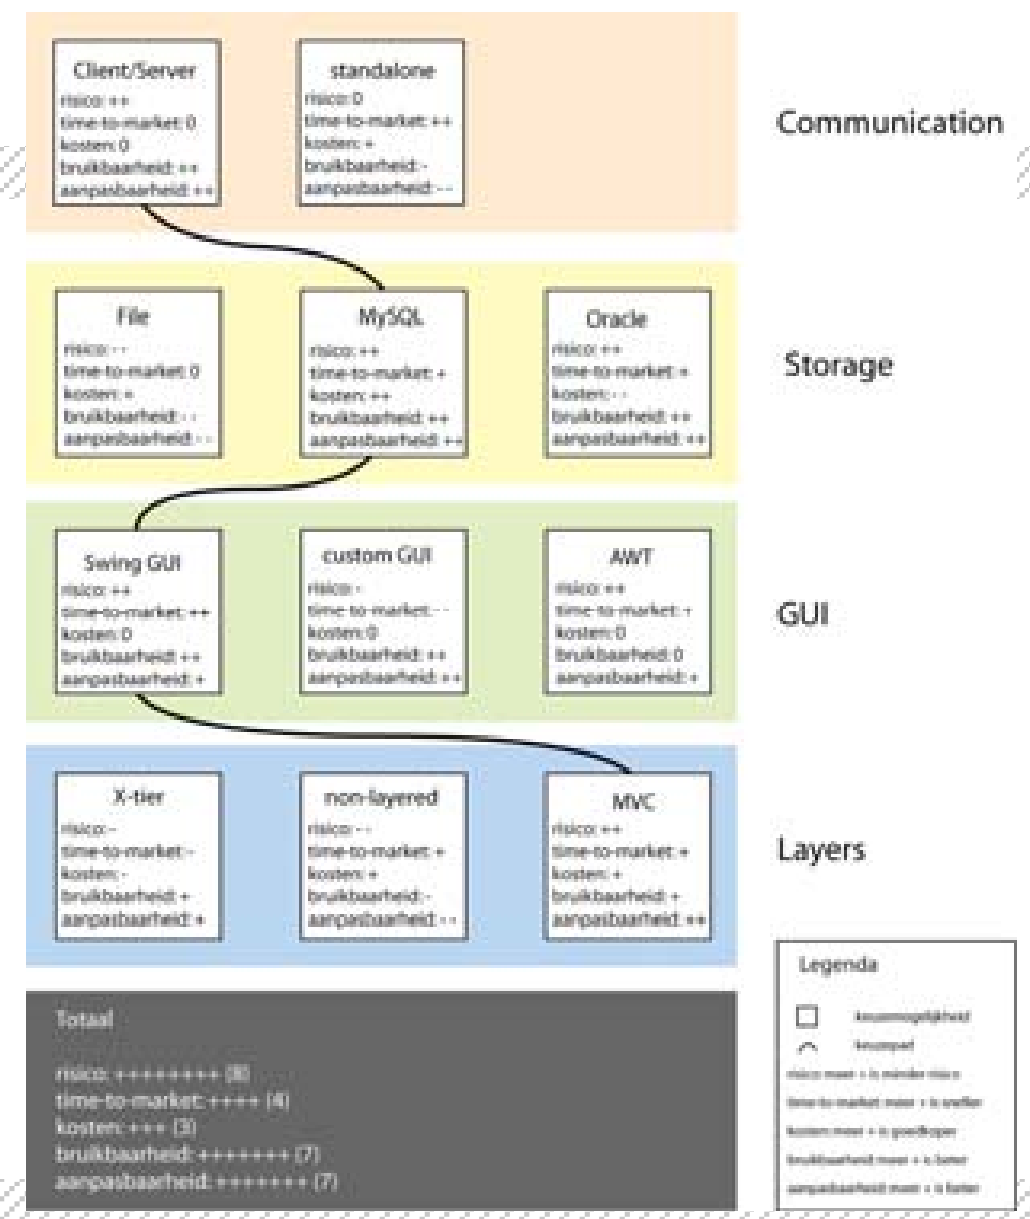 Client/Server
risico: ++
time-to-market: 0
kosten: 0
bruikbaarheid: ++
aanpasbaarheid: ++
standalone
risico: 0
time-to-market: ++
kosten: +
bruikbaarheid: -
aanpasbaarheid: - -
Communication
File
risico: - -
time-to-market: 0
kosten: +
bruikbaarheid: - -
aanpasbaarheid: - -
MySQL
risico: ++
time-to-market: +
kosten: ++
bruikbaarheid: ++
aanpasbaarheid: ++
Oracle
risico: ++
time-to-market: +
kosten: - -
bruikbaarheid: ++
aanpasbaarheid: ++
Storage
Swing GUI
risico: ++
time-to-market: ++
kosten: 0
bruikbaarheid: ++
aanpasbaarheid: +
custom GUI
risico: -
time-to-market: - -
kosten: 0
bruikbaarheid: ++
aanpasbaarheid: ++
AWT
risico: ++
time-to-market: +
kosten: 0
bruikbaarheid: 0
aanpasbaarheid: +
GUI
X-tier
risico: -
time-to-market: -
kosten: -
bruikbaarheid: +
aanpasbaarheid: +
non-layered
risico: - -
time-to-market: +
kosten: +
bruikbaarheid: -
aanpasbaarheid: - -
MVC
risico: ++
time-to-market: +
kosten: +
bruikbaarheid: +
aanpasbaarheid: ++
Layers
Totaal
risico: ++++++++ (8)
time-to-market: ++++ (4)
kosten: +++ (3)
bruikbaarheid: +++++++ (7)
aanpasbaarheid: +++++++ (7)
Legenda
keuzemogelijkheid
keuzepad
risico: meer + is minder risico
time-to-market: meer + is sneller
kosten: meer + is goedkoper
bruikbaarheid: meer + is beter
aanpasbaarheid: meer + is beter